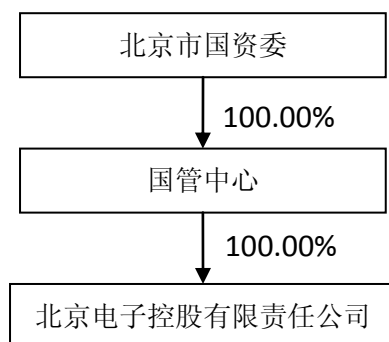 北京市国资委
100.00%
国管中心
100.00%
北京电子控股有限责任公司